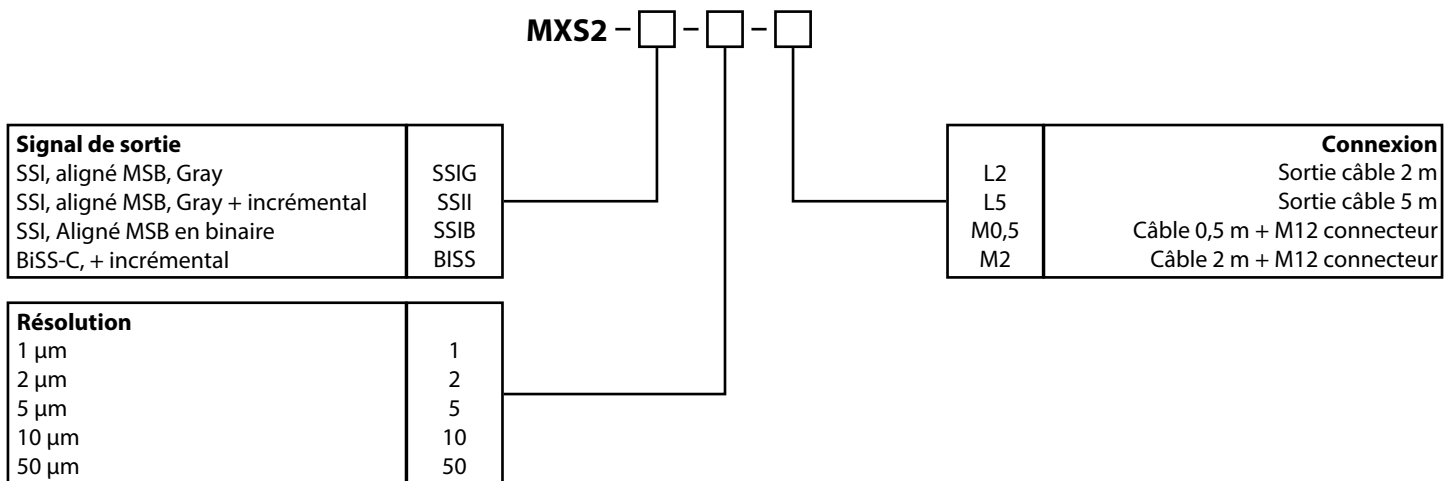 MXS2 – – –
Signal de sortie
SSI, aligné MSB, Gray SSIG
SSI, aligné MSB, Gray + incrémental SSII
SSI, Aligné MSB en binaire SSIB
BiSS-C, + incrémental BISS
Connexion
L2 Sortie câble 2 m
L5 Sortie câble 5 m
M0,5 Câble 0,5 m + M12 connecteur
M2 Câble 2 m + M12 connecteur
Résolution
1 µm 1
2 µm 2
5 µm 5
10 µm 10
50 µm 50